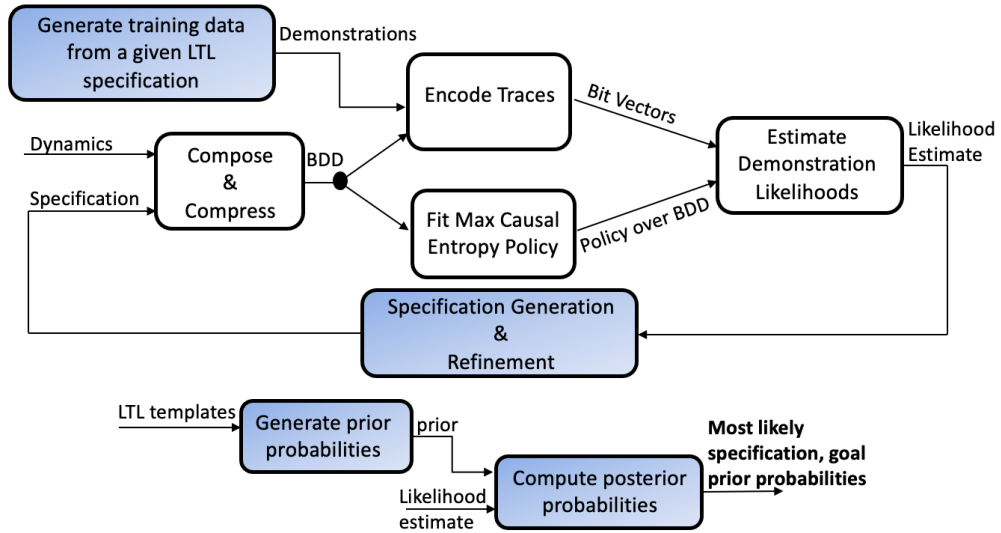 Generate training data
from a given LTL
specification
Demonstrations
Encode Traces
Bit Vectors
Dynamics
Specification
Compose
&
Compress
BDD
Fit Max Causal
Entropy Policy
Policy over BDD
Estimate
Demonstration
Likelihoods
Likelihood
Estimate
Specification Generation
&
Refinement
LTL templates
Generate prior
probabilities
prior
Likelihood
estimate
Compute posterior
probabilities
Most likely
specification, goal
prior probabilities